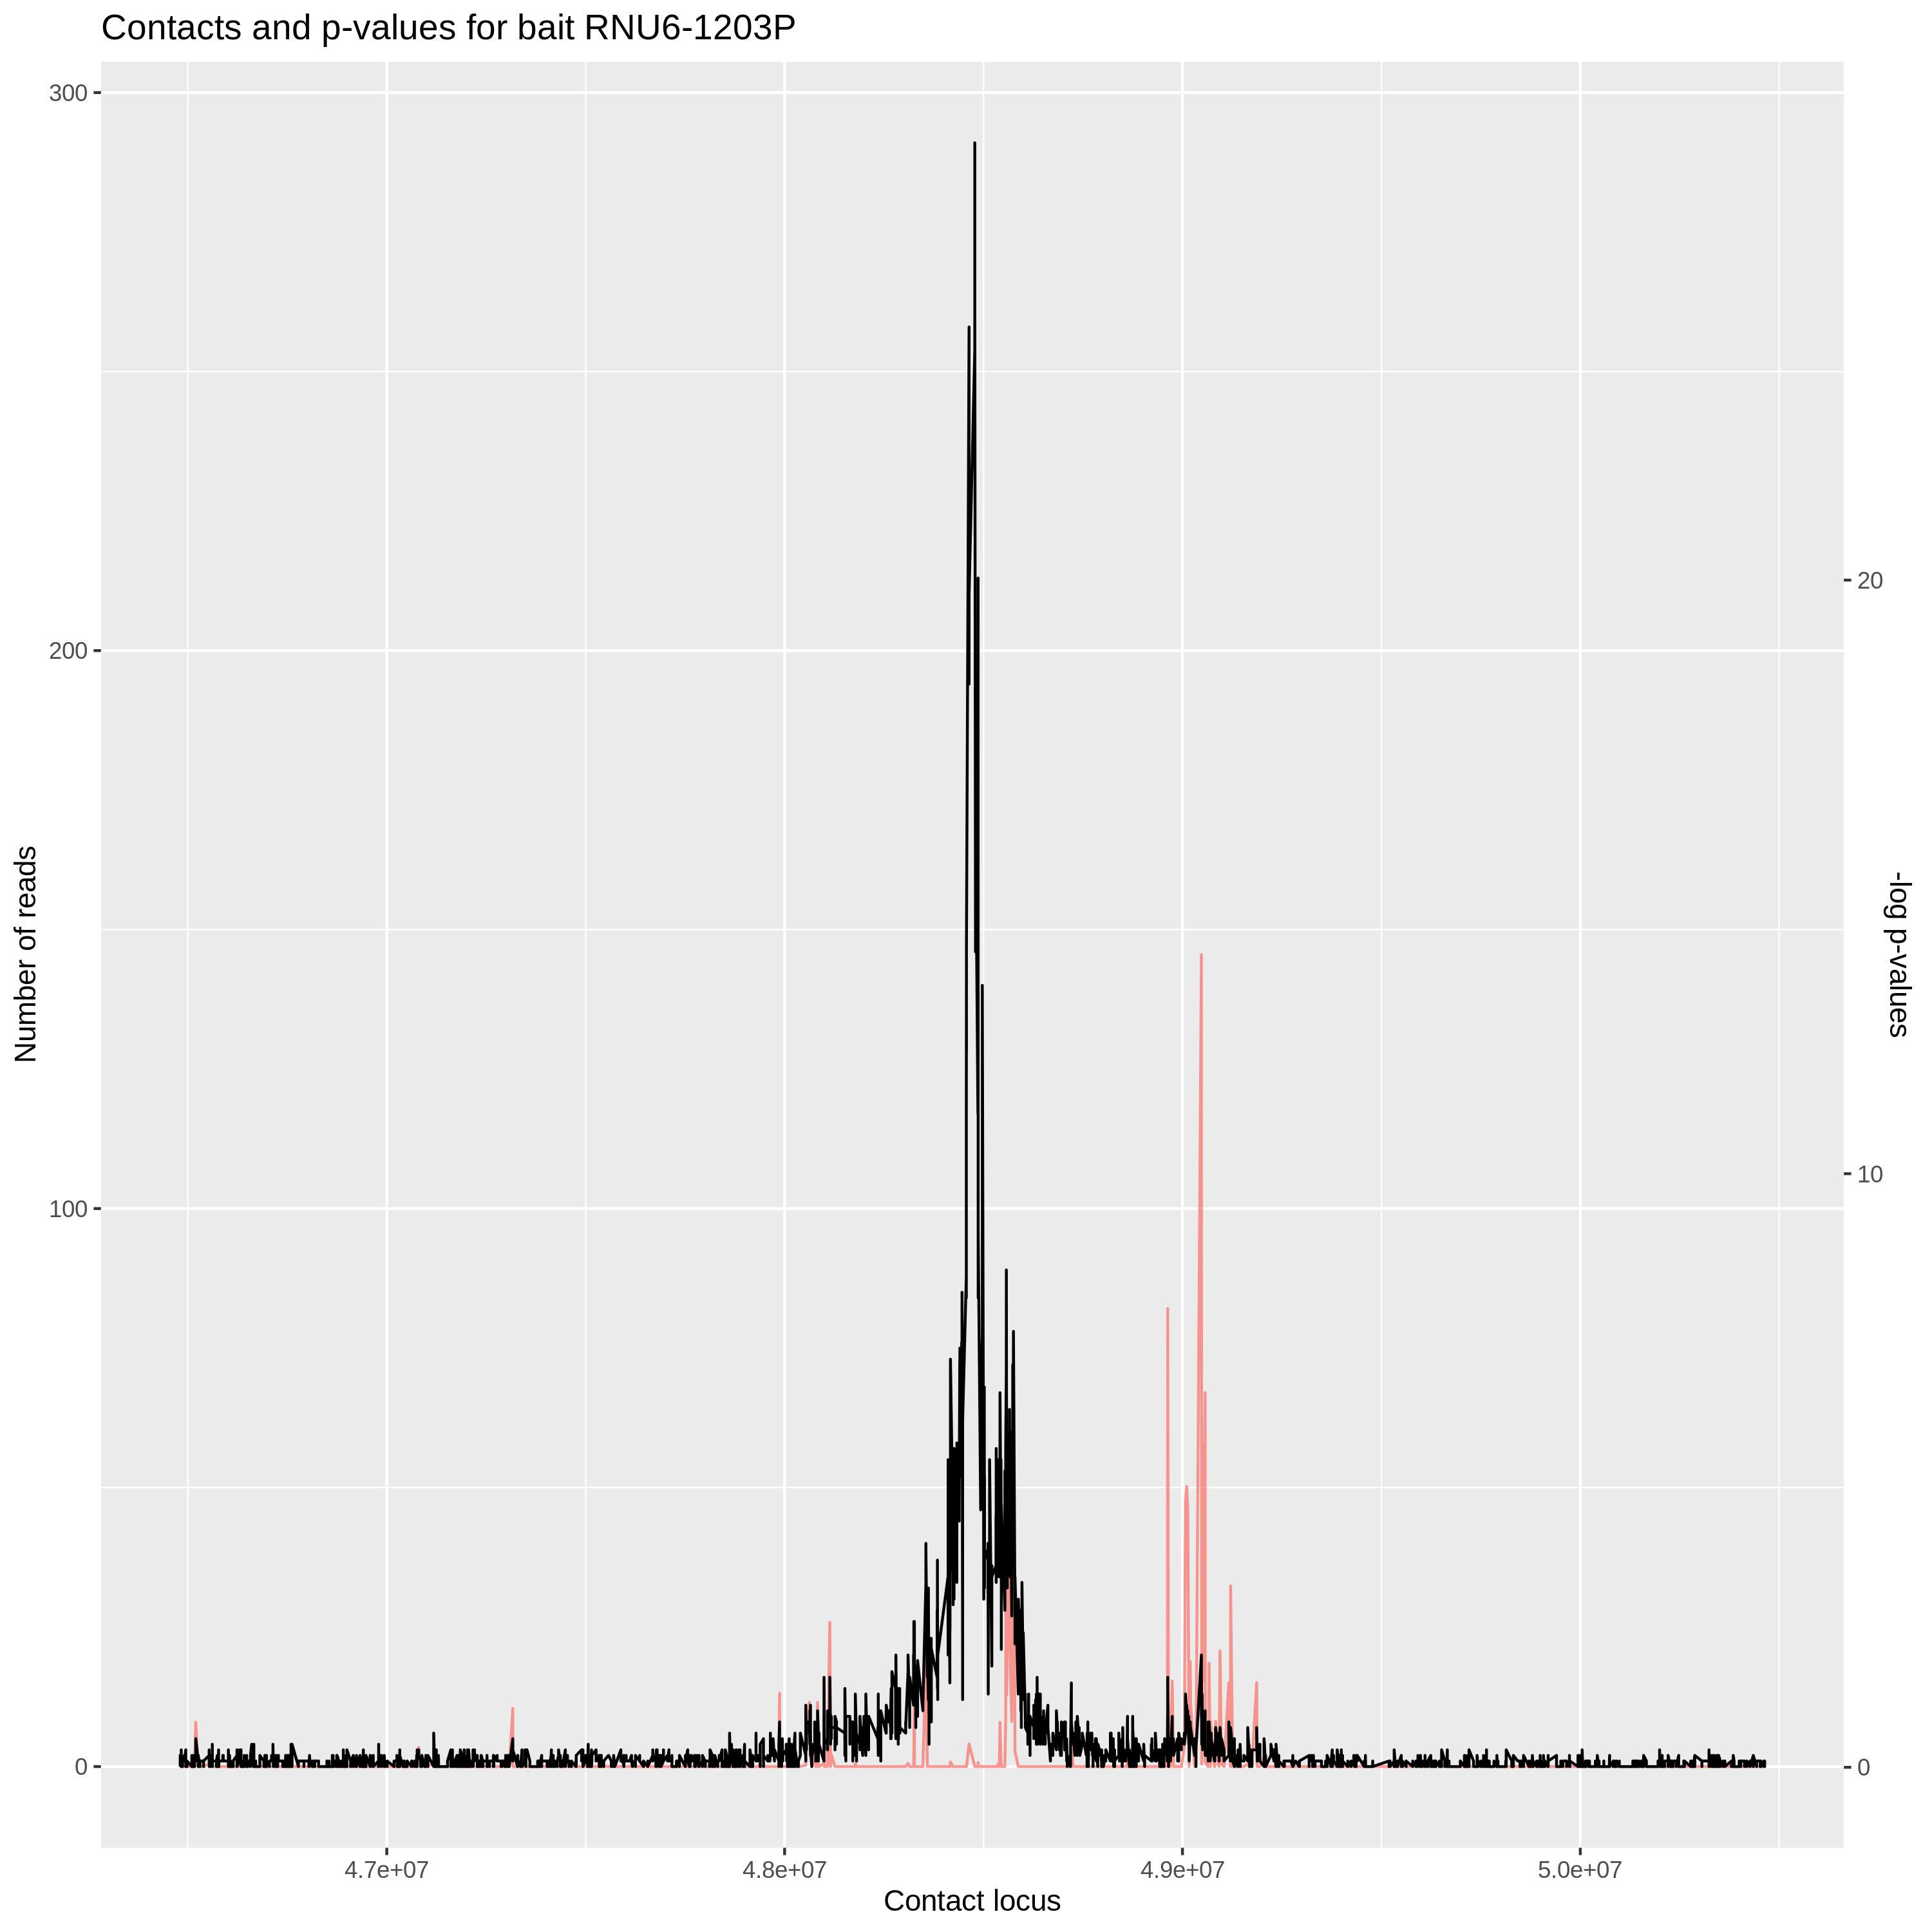 Contacts and p-values for bait RNU6-1203P
300
200
100
0
Number of reads
20
10
0
-log p-values
4.7e+07
4.8e+07
4.9e+07
5.0e+07
Contact locus